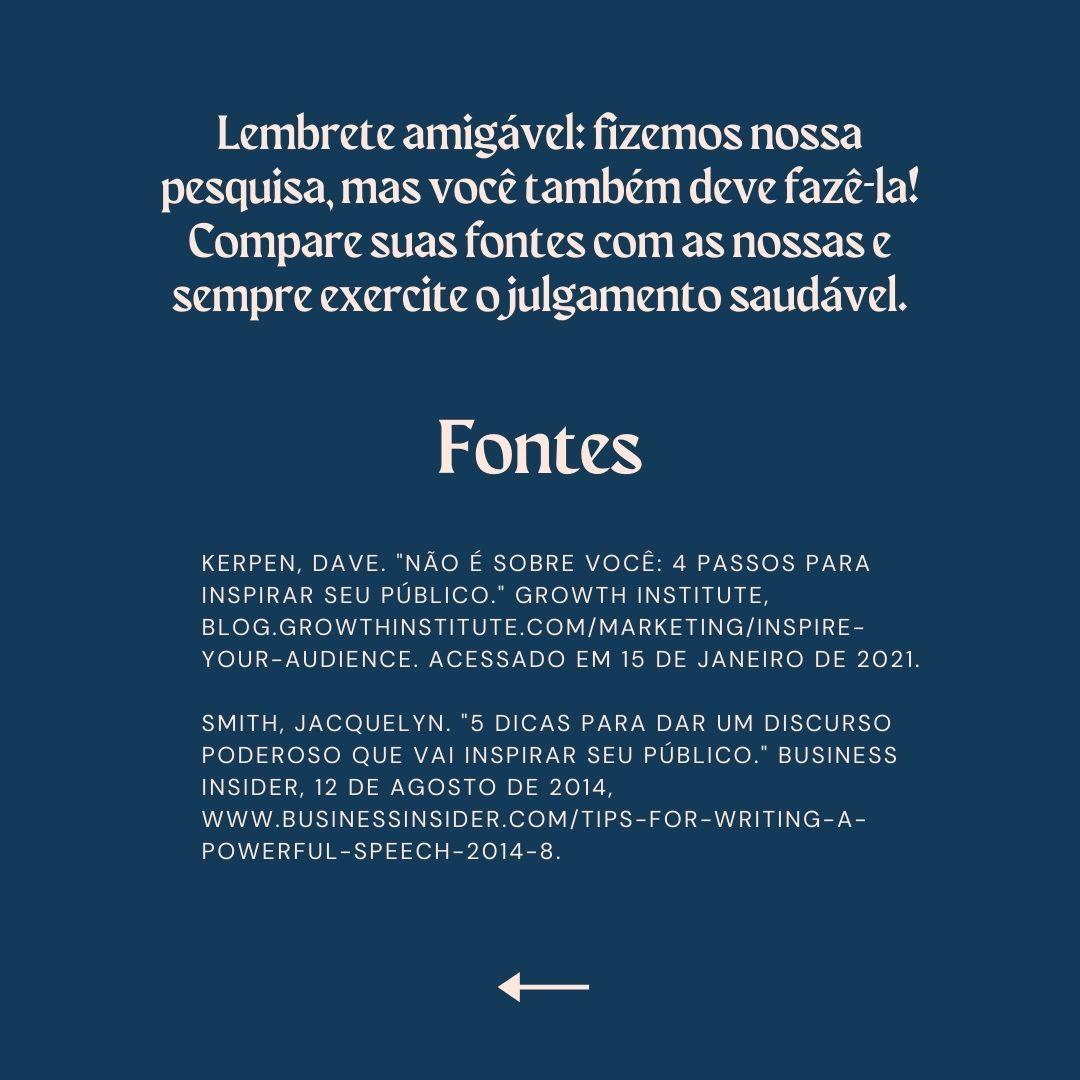 Lembrete amigável: fizemos nossa
pesquisa, mas você também deve fazê-la!
Compare suas fontes com as nossas e
sempre exercite o julgamento saudável.
Fontes
KERPEN, DAVE. "NÃO É SOBRE VOCÊ: 4 PASSOS PARA
INSPIRAR SEU PÚBLICO." GROWTH INSTITUTE,
BLOG.GROWTHINSTITUTE.COM/MARKETING/INSPIRE-
YOUR-AUDIENCE. ACESSADO EM 15 DE JANEIRO DE 2021.
SMITH, JACQUELYN. "5 DICAS PARA DAR UM DISCURSO
PODEROSO QUE VAI INSPIRAR SEU PÚBLICO." BUSINESS
INSIDER, 12 DE AGOSTO DE 2014,
WWW.BUSINESSINSIDER.COM/TIPS-FOR-WRITING-A-
POWERFUL-SPEECH-2014-8.